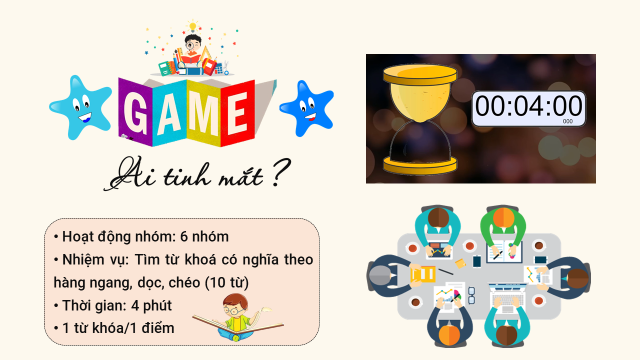 GAME
Ai tinh mắt ?
• Hoạt động nhóm: 6 nhóm
• Nhiệm vụ: Tìm từ khoá có nghĩa theo
hàng ngang, dọc, chéo (10 từ)
• Thời gian: 4 phút
• 1 từ khóa/1 điểm
00:04:00
000